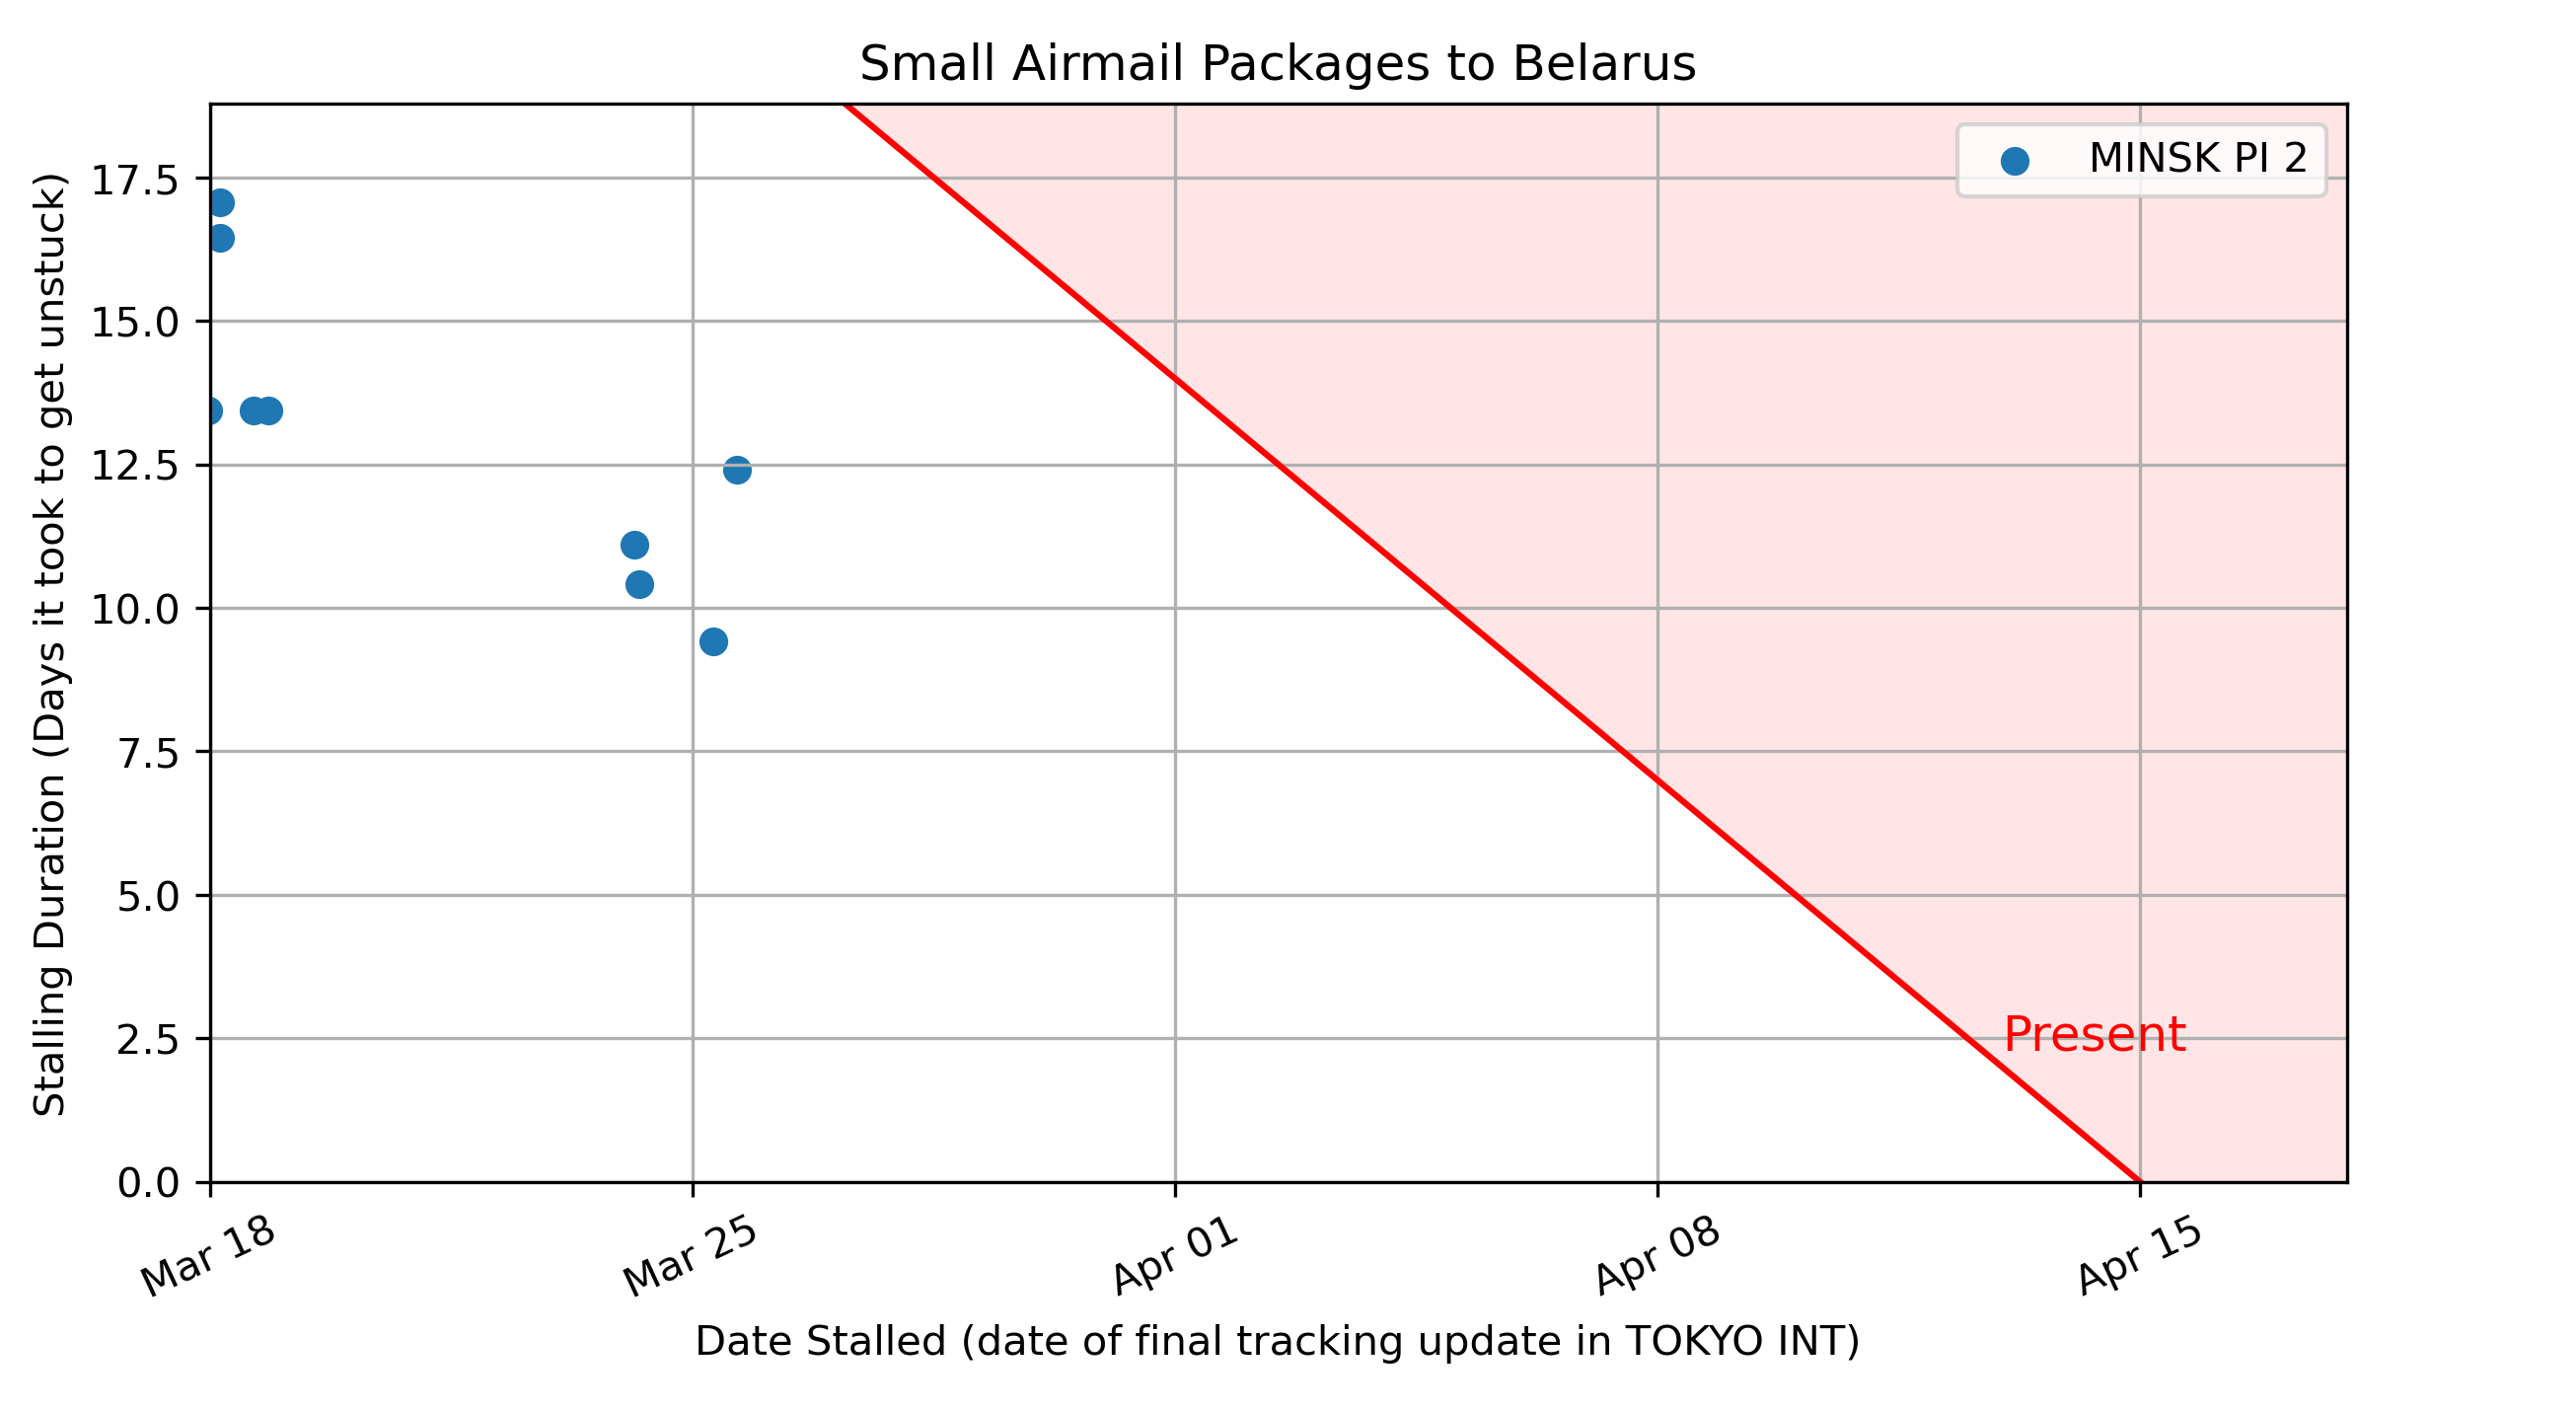 Small Airmail Packages to Belarus
MINSK PI 2
Stalling Duration (Days it took to get unstuck)
17.5
15.0
12.5
10.0
7.5
5.0
2.5
0.0
Present
Mar 18
Mar 25
Apr 01
Apr 08
Apr 15
Date Stalled (date of final tracking update in TOKYO INT)